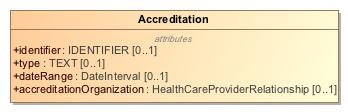 Accreditation
attributes
+identifier : IDENTIFIER [0..1]
+type : TEXT [0..1]
+dateRange : DateInterval [0..1]
+accreditationOrganization : HealthCareProviderRelationship [0..1]